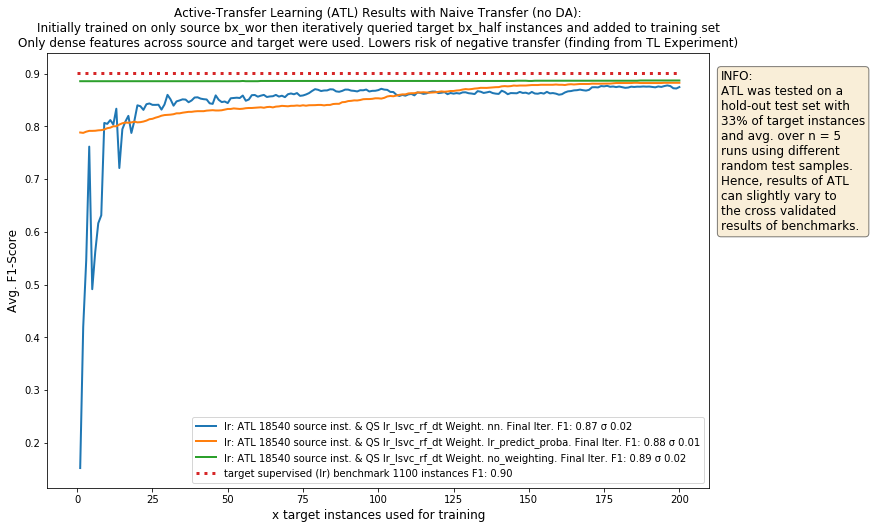 Active-Transfer Learning (ATL) Results with Naive Transfer (no DA):
Initially trained on only source bx_wor then iteratively queried target bx_half instances and added to training set
Only dense features across source and target were used. Lowers risk of negative transfer (finding from TL Experiment)
INFO:
ATL was tested on a
hold-out test set with
33% of target instances
and avg. over n = 5
runs using different
random test samples.
Hence, results of ATL
can slightly vary to
the cross validated
results of benchmarks.
Avg. F1-Score
0.9
0.8
0.7
0.6
0.5
0.4
0.3
0.2
lr: ATL 18540 source inst. & QS lr_lsvc_rf_dt Weight. nn. Final Iter. F1: 0.87 σ 0.02
lr: ATL 18540 source inst. & QS lr_lsvc_rf_dt Weight. lr_predict_proba. Final Iter. F1: 0.88 σ 0.01
lr: ATL 18540 source inst. & QS lr_lsvc_rf_dt Weight. no_weighting. Final Iter. F1: 0.89 σ 0.02
target supervised (lr) benchmark 1100 instances F1: 0.90
0 25 50 75 100 125 150 175 200
x target instances used for training